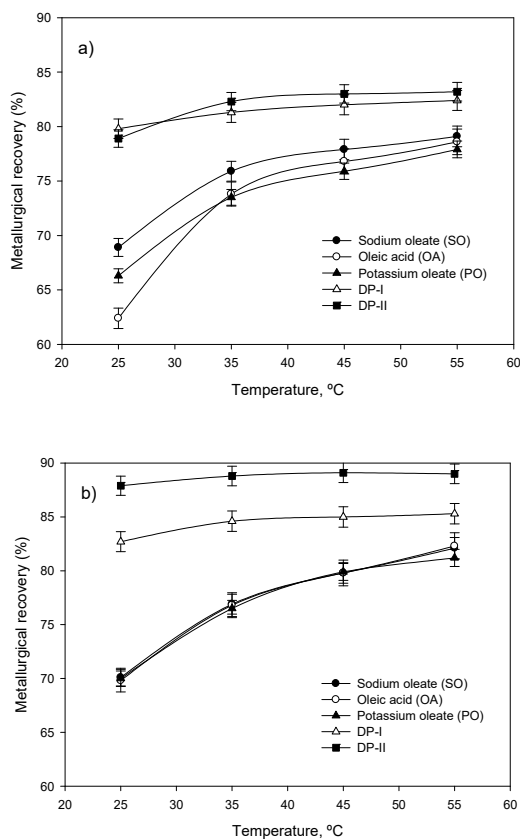 a)
Metallurgical recovery (%)
90
85
80
75
70
65
60
20 25 30 35 40 45 50 55 60
Temperature, ºC
Sodium oleate (SO)
Oleic acid (OA)
Potassium oleate (PO)
DP-I
DP-II
b)
Metallurgical recovery (%)
90
85
80
75
70
65
60
20 25 30 35 40 45 50 55 60
Temperature, ºC
Sodium oleate (SO)
Oleic acid (OA)
Potassium oleate (PO)
DP-I
DP-II